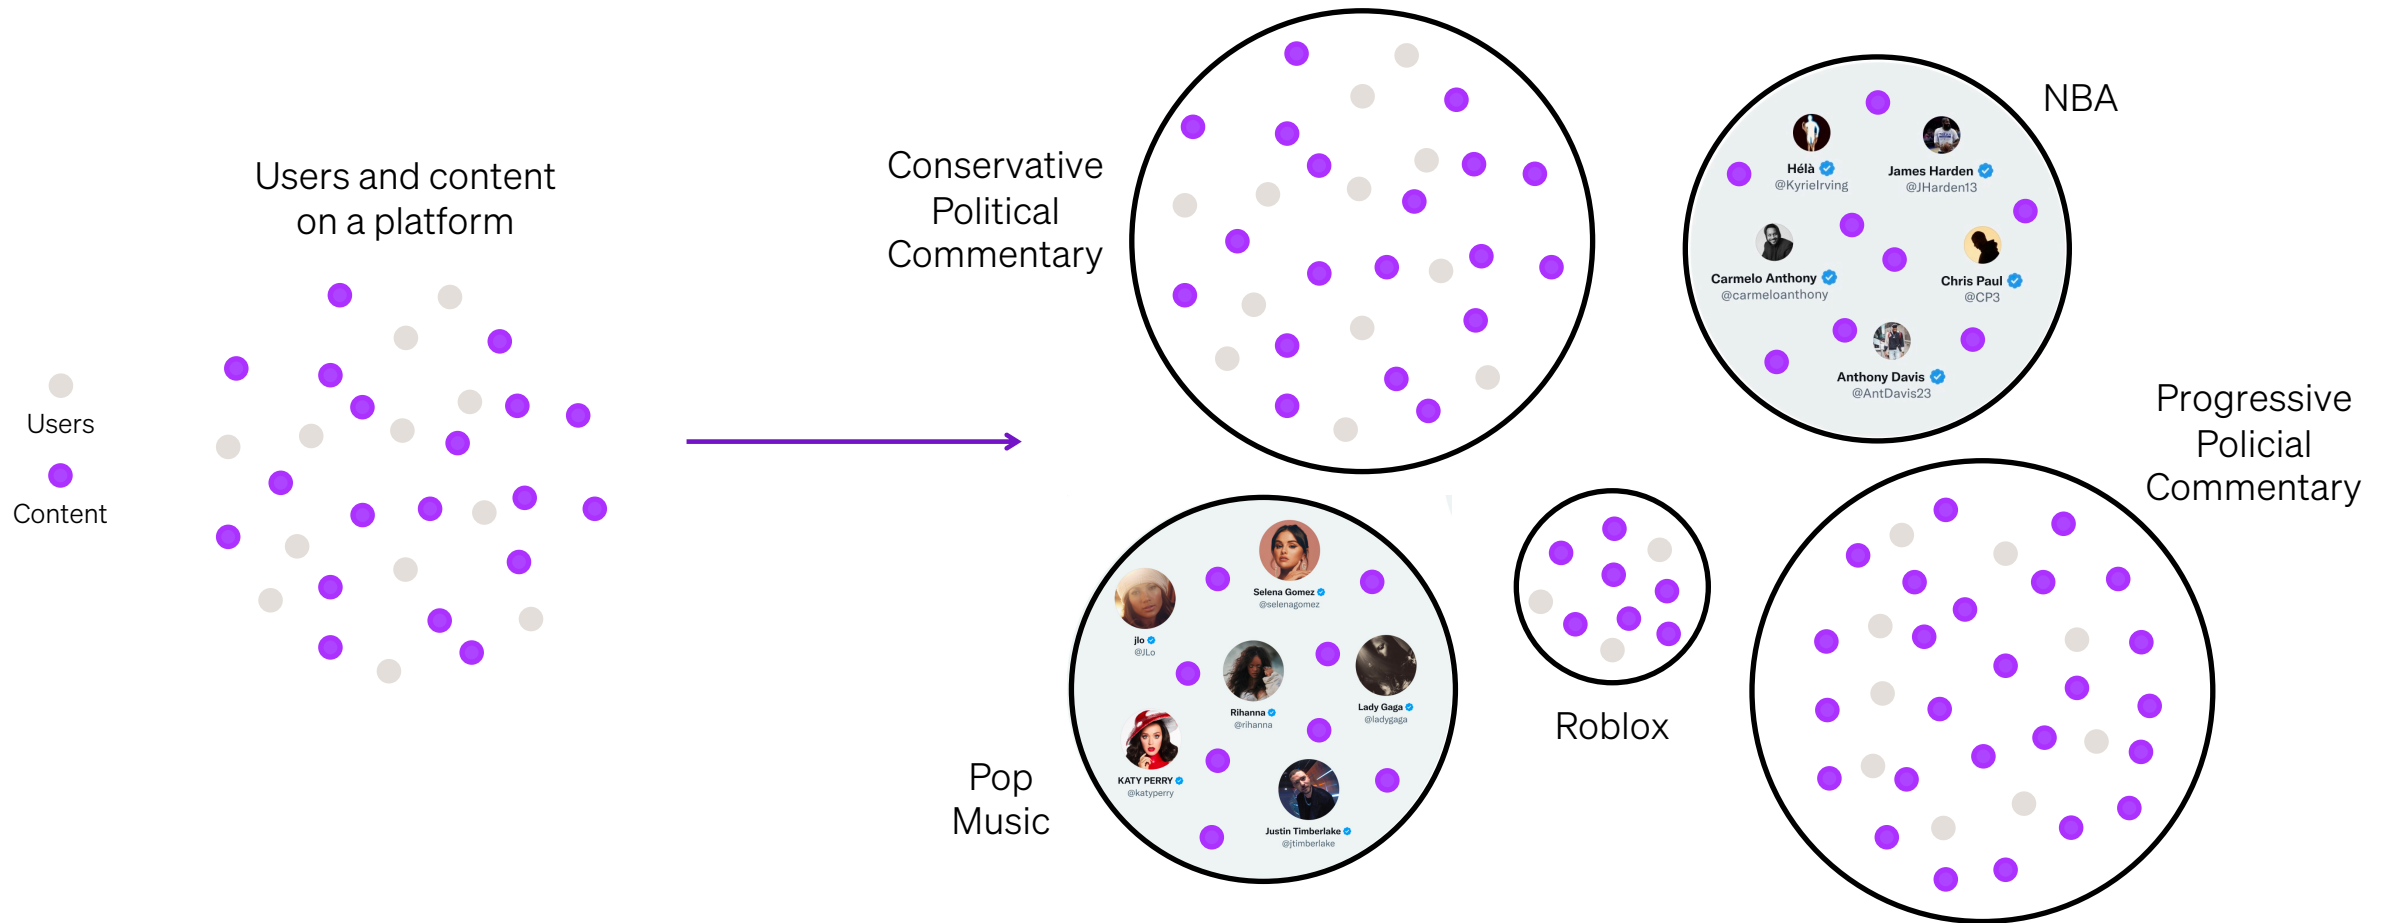 Users and content
on a platform
Users
Content
Conservative
Political
Commentary
NBA
Hélà
@KyrieIrving
James Harden
@JHarden13
Carmelo Anthony
@carmeloanthony
Chris Paul
@CP3
Anthony Davis
@AntDavis23
Progressive
Policial
Commentary
Pop
Music
Selena Gomez
@selenagomez
jlo
@JLo
Rihanna
@rihanna
Lady Gaga
@ladygaga
KATY PERRY
@katyperry
Justin Timberlake
@jtimberlake
Roblox